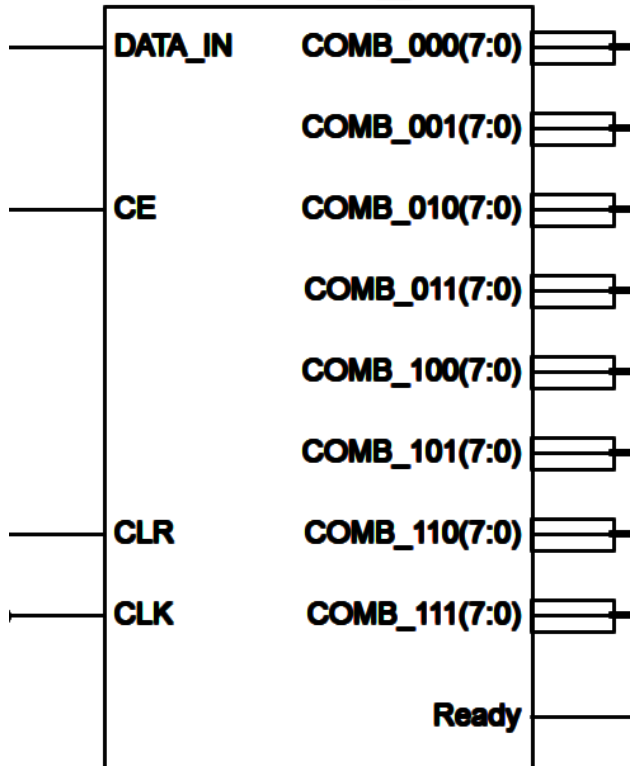 DATA_IN COMB_000(7:0)
COMB_001(7:0)
CE COMB_010(7:0)
COMB_011(7:0)
COMB_100(7:0)
COMB_101(7:0)
CLR COMB_110(7:0)
CLK COMB_111(7:0)
Ready